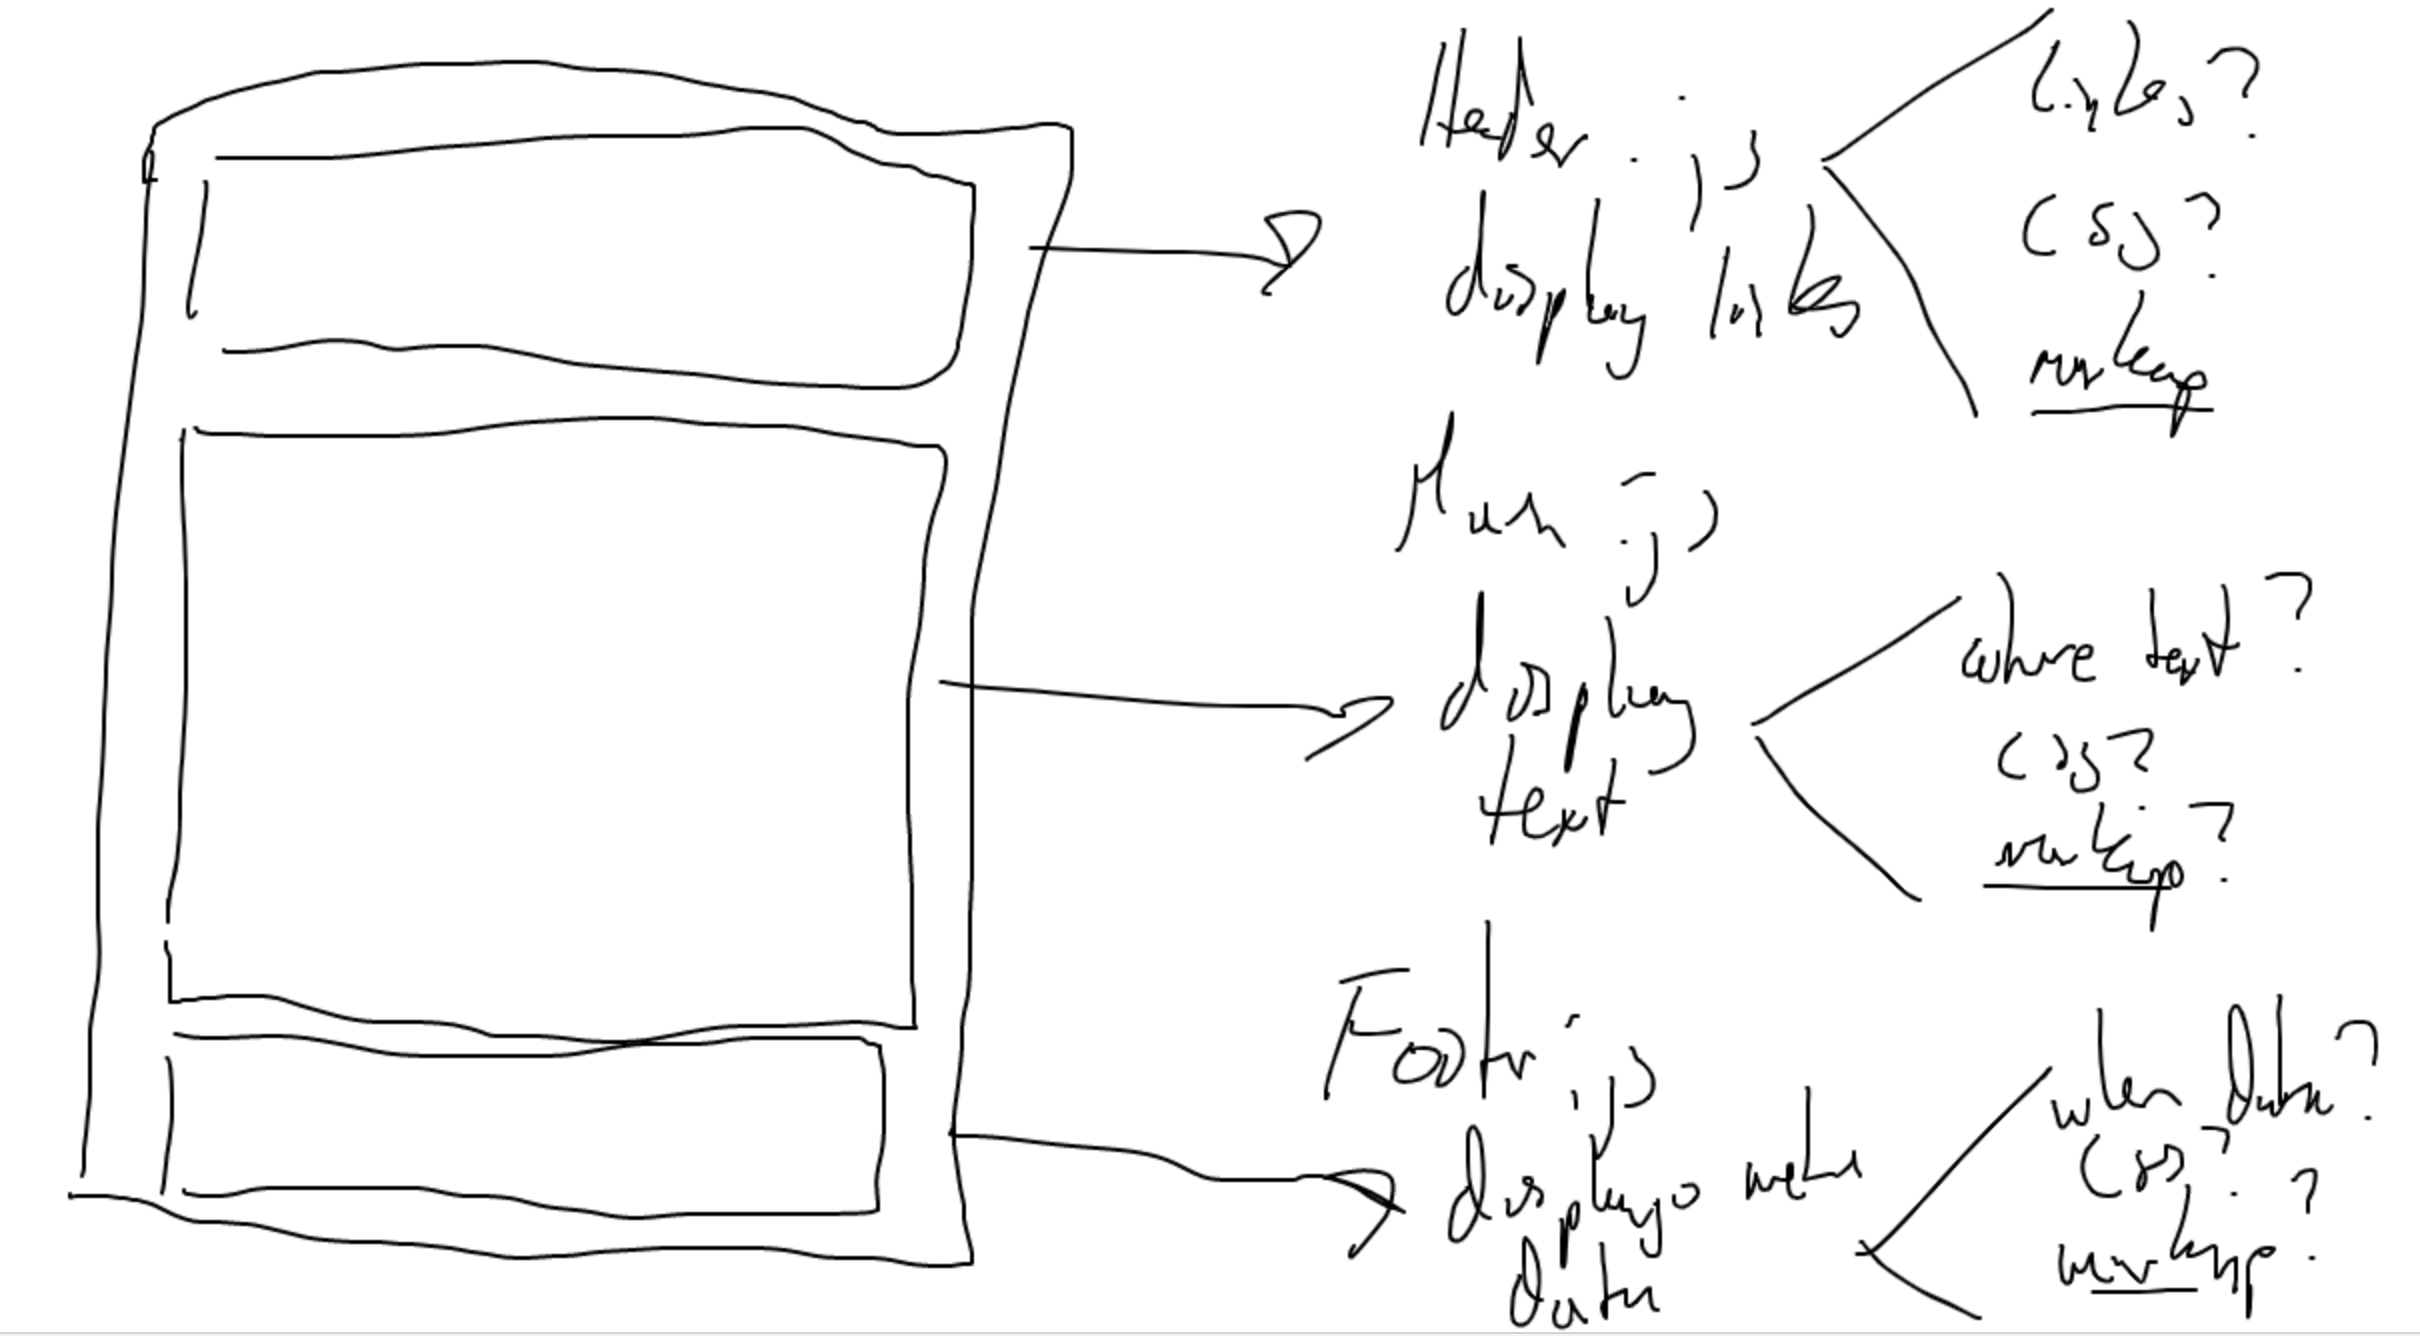 Header.js
display links
links?
css?
markup
Main.js
display
text
where text?
css?
markup?
Footer.js
display meta
data
when Data?
css?
markup?